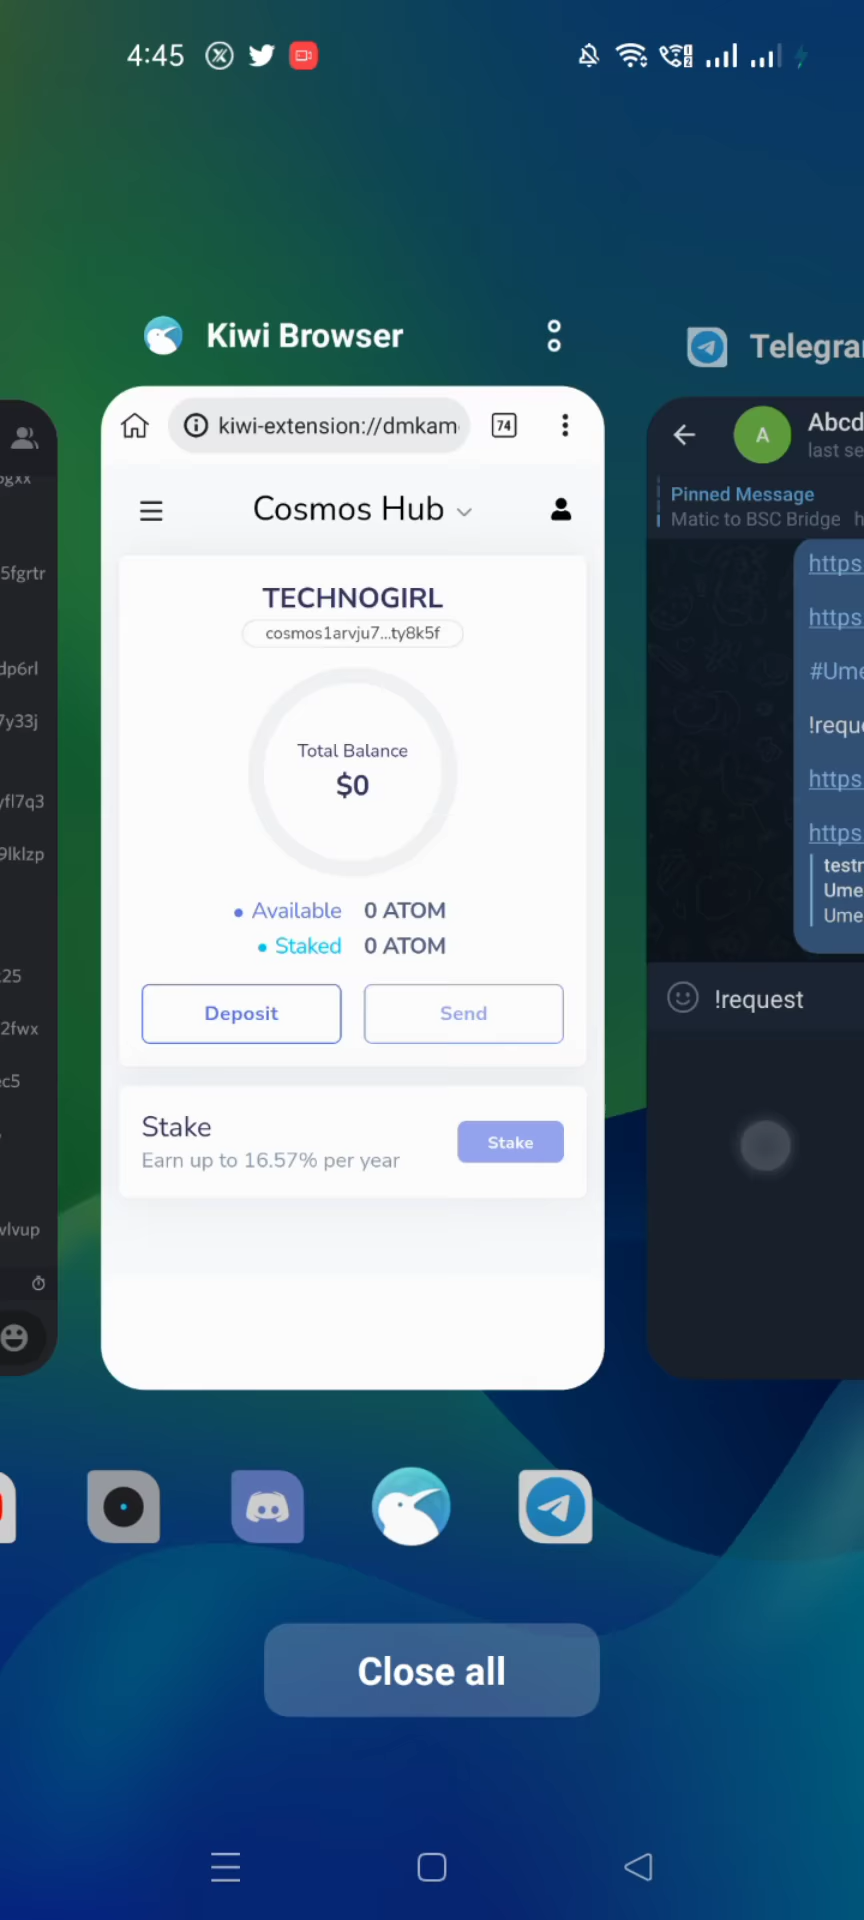 4:45
Kiwi Browser
Telegra
kiwi-extension://dmkam
74
Cosmos Hub
TECHNOGIRL
cosmos1arvju7...ty8k5f
Total Balance
$0
Available 0 ATOM
Staked 0 ATOM
Deposit
Send
Stake
Earn up to 16.57% per year
Stake
5fgrtr
dp6rl
7y33j
yfl7q3
9lklzp
25
2fwx
ec5
vlvup
A
Abcd
last se
Pinned Message
Matic to BSC Bridge h
https
https
#Ume
!reque
https
https
testn
Ume
Ume
!request
Close all